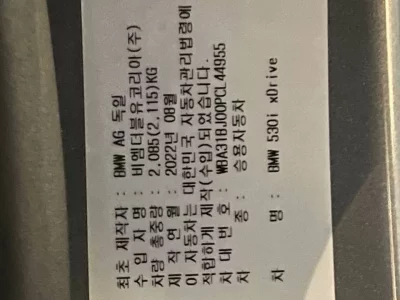 최초 제작자 : BMW AG 독일
수 입 자 명 : 비엠더블유코리아(주)
차량 총중량 : 2,085(2,115)KG
제 작 연 월 : 2022년 08월
이 자동차는 대한민국 자동차관리법령에
적합하게 제작(수입)되었습니다.
차 대 번 호 : WBA31BJ00PCL44955
차 종 : 승용자동차
차 명 : BMW 530i xDrive